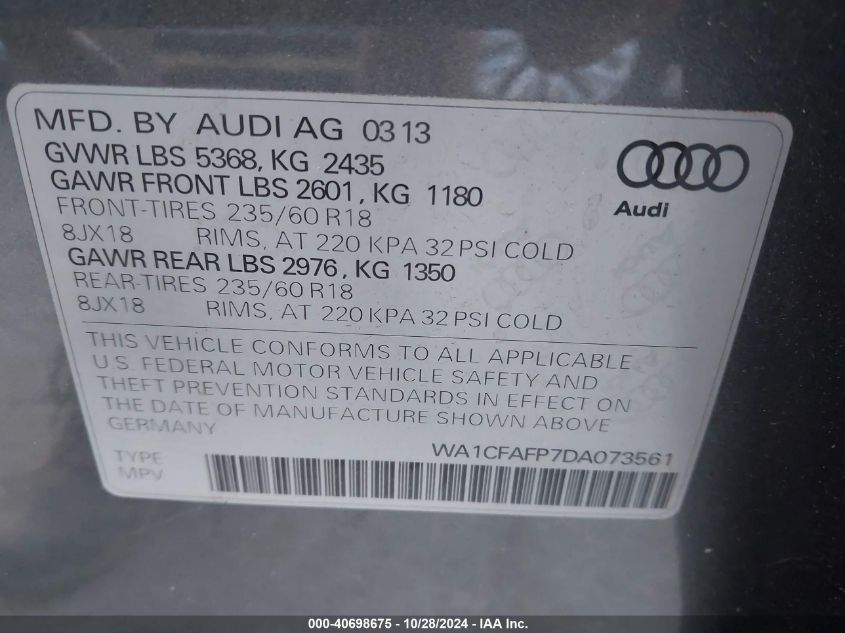 MFD. BY AUDI AG 0313
GVWR LBS 5368, KG 2435
GAWR FRONT LBS 2601, KG 1180
FRONT-TIRES 235/60 R18
8JX18 RIMS, AT 220 KPA 32 PSI COLD
GAWR REAR LBS 2976, KG 1350
REAR-TIRES 235/60 R18
8JX18 RIMS, AT 220 KPA 32 PSI COLD
Audi
THIS VEHICLE CONFORMS TO ALL APPLICABLE
U.S. FEDERAL MOTOR VEHICLE SAFETY AND
THEFT PREVENTION STANDARDS IN EFFECT ON
THE DATE OF MANUFACTURE SHOWN ABOVE
GERMANY
WA1CFAFP7DA073561
TYPE
MPV
000-40698675 - 10/28/2024 - IAA Inc.